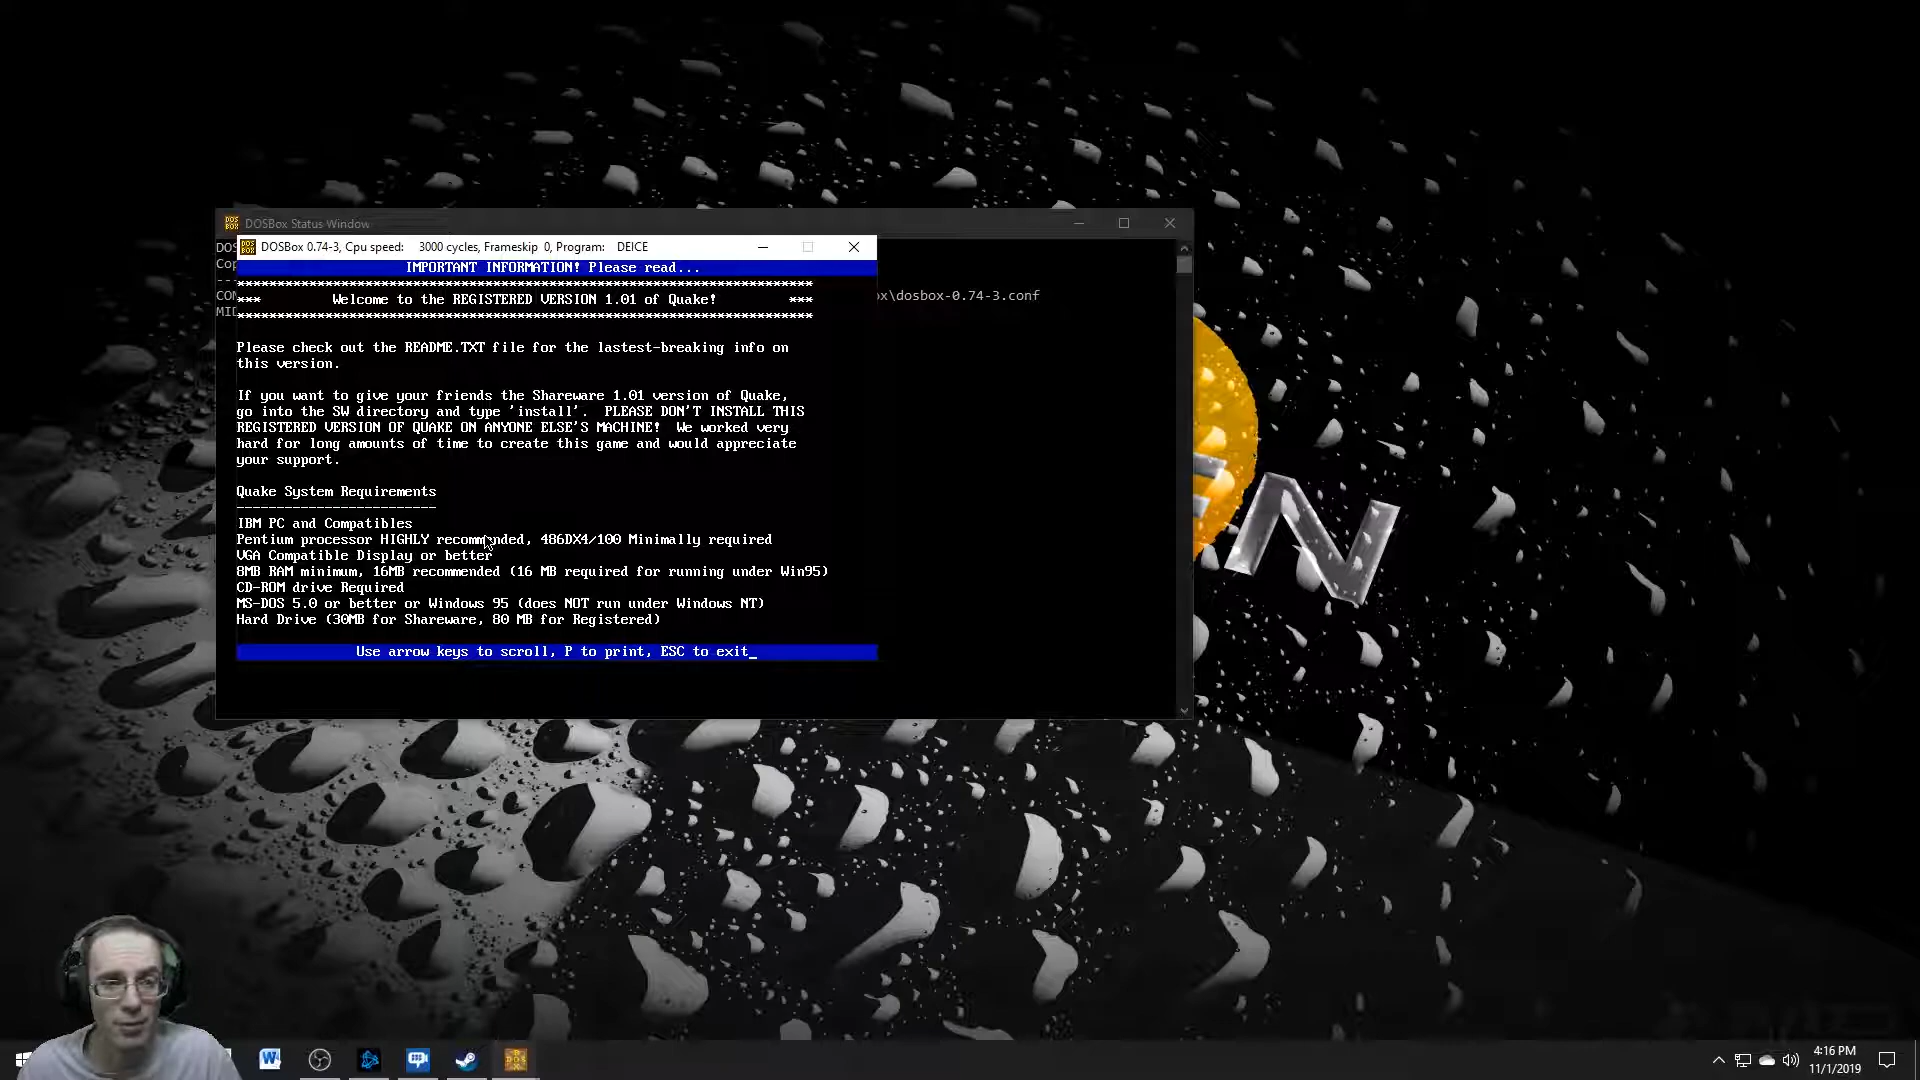 DOSBox Status Window
DOSBox 0.74-3, Cpu speed:    3000 cycles, Frameskip  0, Program:   DEICE
IMPORTANT INFORMATION! Please read...
************************************************************************
***         Welcome to the REGISTERED VERSION 1.01 of Quake!         ***
************************************************************************
Please check out the README.TXT file for the lastest-breaking info on
this version.
If you want to give your friends the Shareware 1.01 version of Quake,
go into the SW directory and type 'install'.  PLEASE DON'T INSTALL THIS
REGISTERED VERSION OF QUAKE ON ANYONE ELSE'S MACHINE!  We worked very
hard for long amounts of time to create this game and would appreciate
your support.
Quake System Requirements
-------------------------
IBM PC and Compatibles
Pentium processor HIGHLY recommended, 486DX4/100 Minimally required
VGA Compatible Display or better
8MB RAM minimum, 16MB recommended (16 MB required for running under Win95)
CD-ROM drive Required
MS-DOS 5.0 or better or Windows 95 (does NOT run under Windows NT)
Hard Drive (30MB for Shareware, 80 MB for Registered)
Use arrow keys to scroll, P to print, ESC to exit_
DOS
Cop
---
CON
x\dosbox-0.74-3.conf
MID
N
4:16 PM
11/1/2019